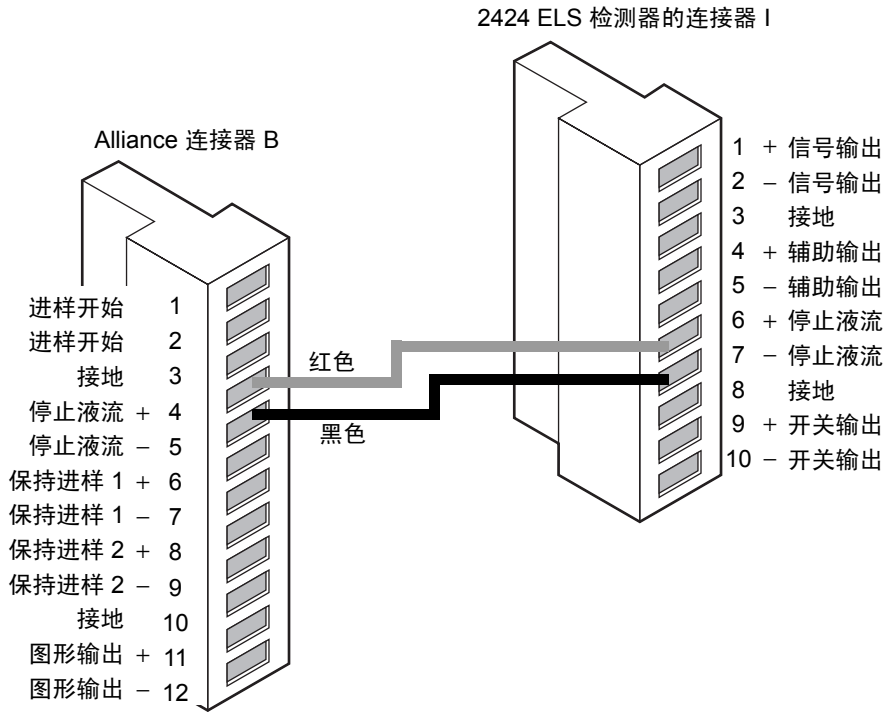 2424 ELS 检测器的连接器 I
Alliance 连接器 B
1 + 信号输出
2 − 信号输出
3 接地
4 + 辅助输出
5 − 辅助输出
6 + 停止液流
7 − 停止液流
8 接地
9 + 开关输出
10 − 开关输出
进样开始 1
进样开始 2
接地 3
停止液流 + 4
停止液流 − 5
保持进样 1 + 6
保持进样 1 − 7
保持进样 2 + 8
保持进样 2 − 9
接地 10
图形输出 + 11
图形输出 − 12
红色
黑色